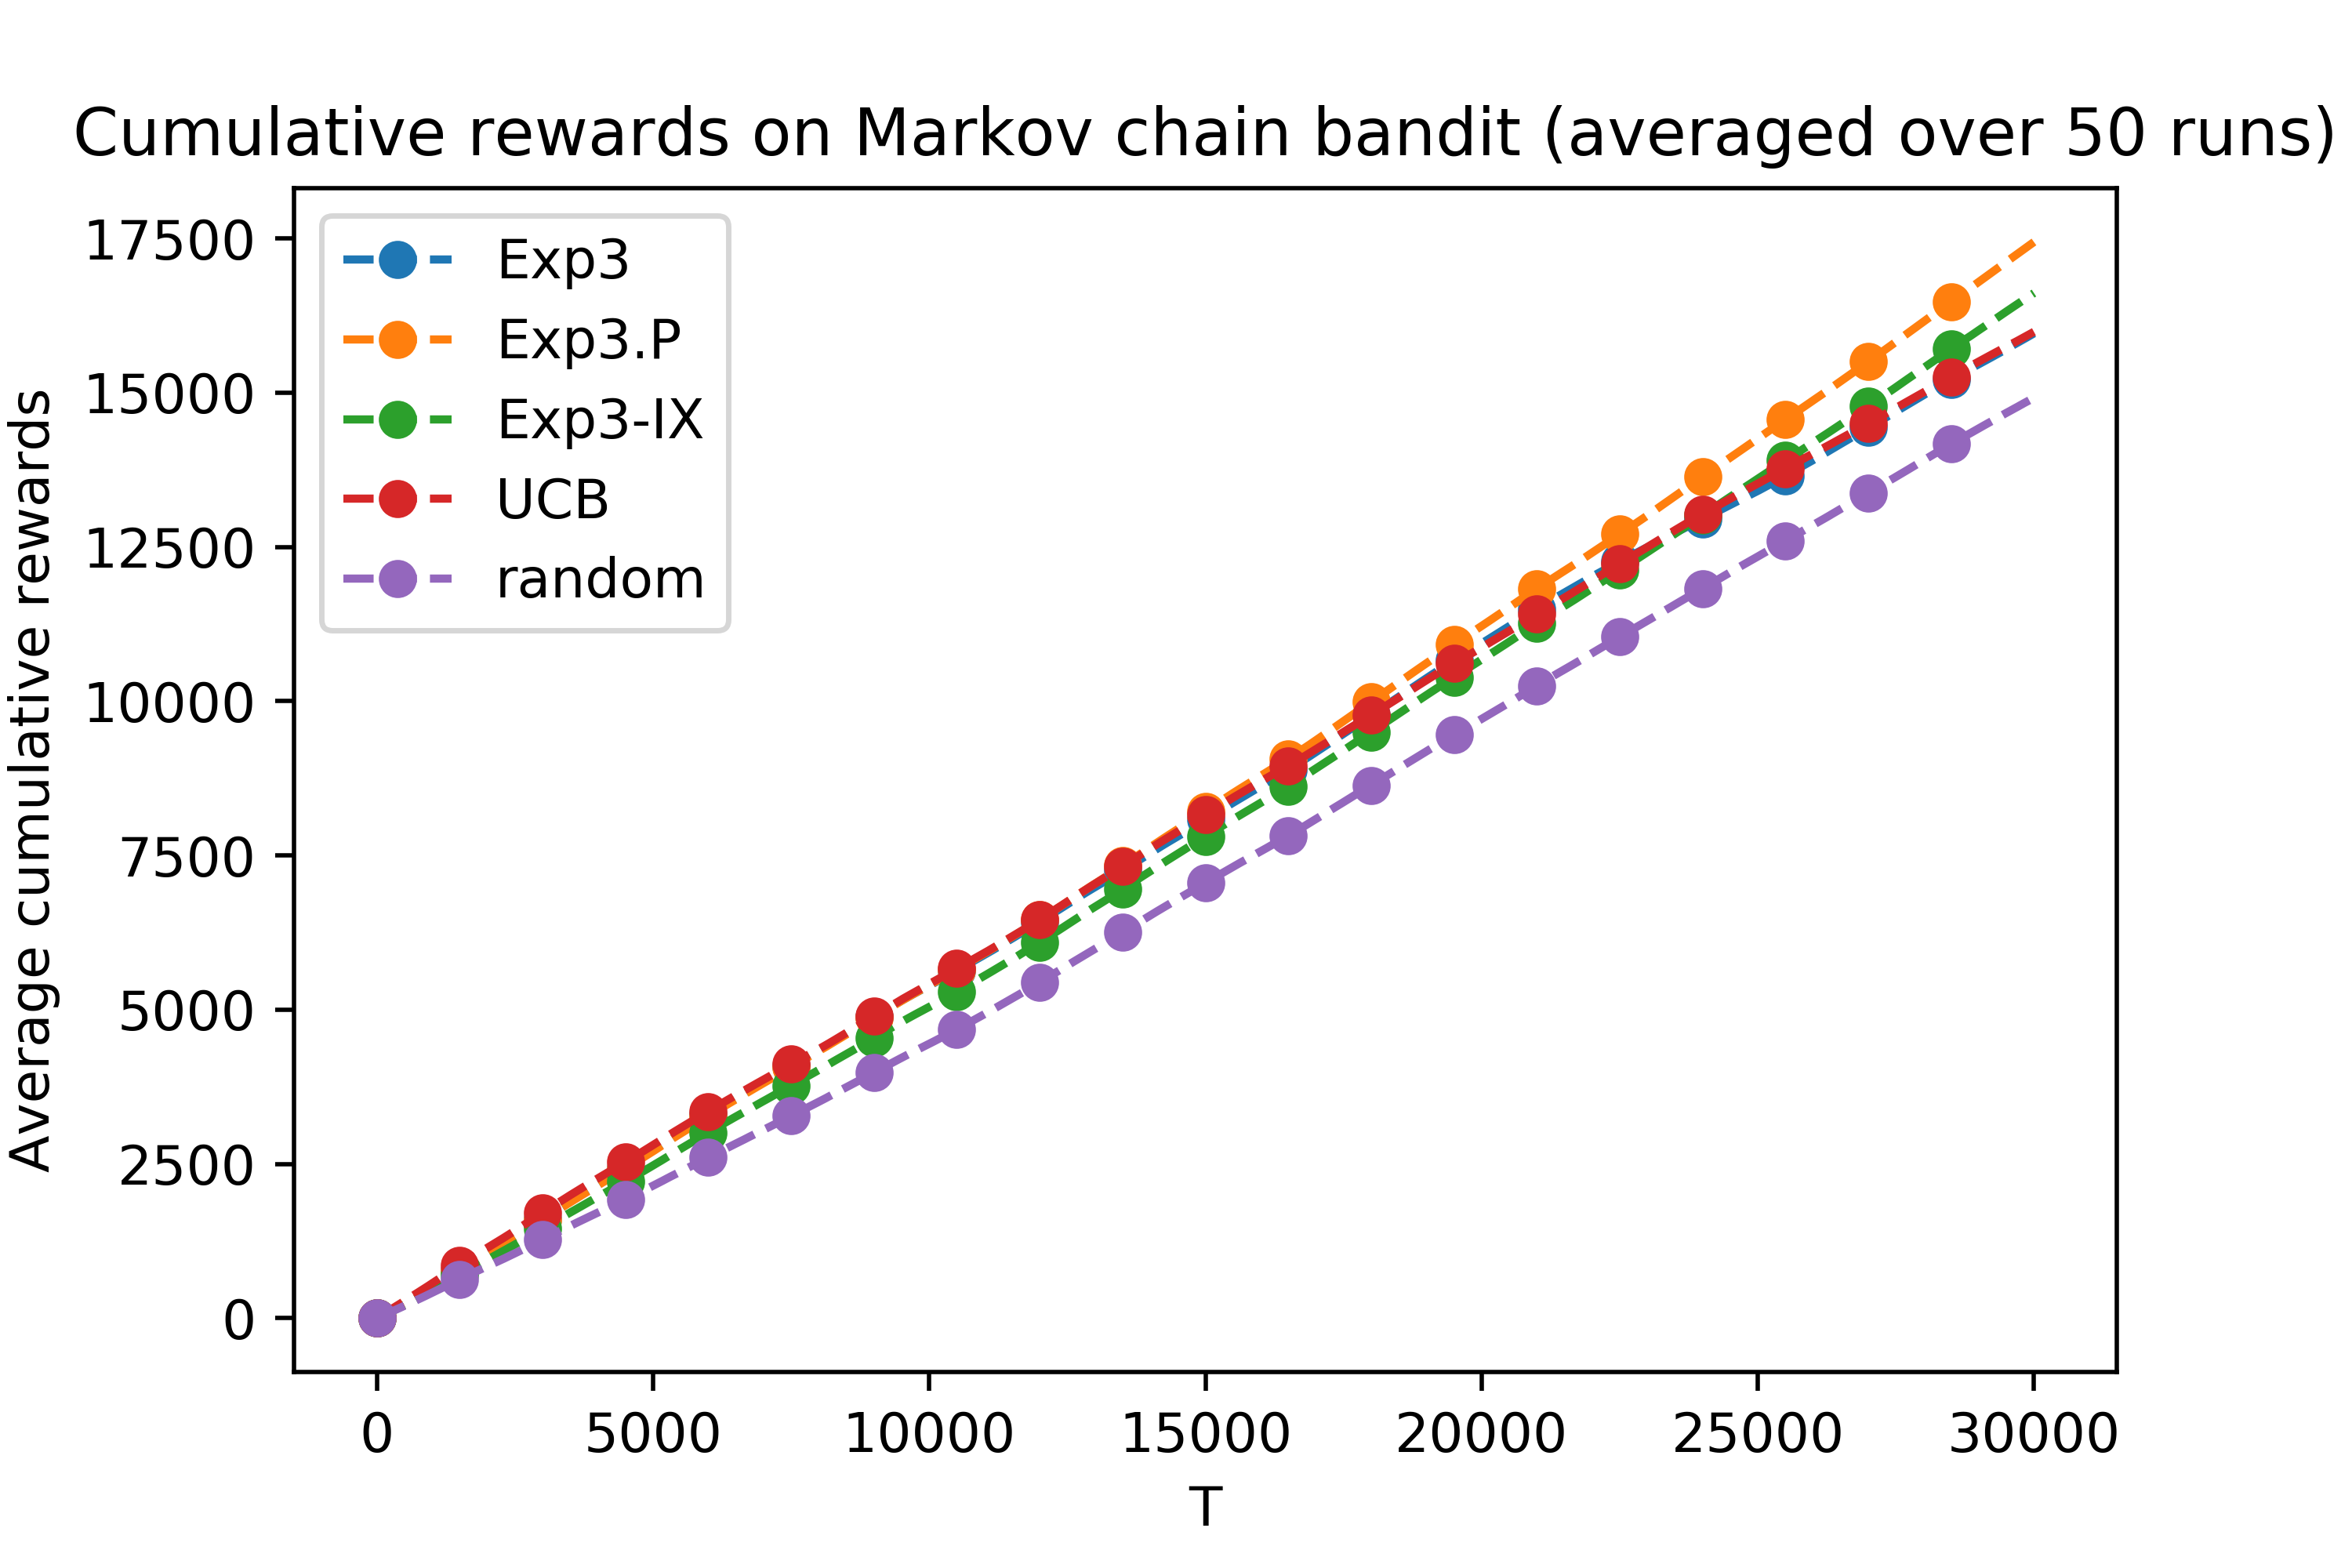 Cumulative rewards on Markov chain bandit (averaged over 50 runs)
17500
15000
12500
10000
7500
5000
2500
0
Average cumulative rewards
Exp3
Exp3.P
Exp3-IX
UCB
random
0 5000 10000 15000 20000 25000 30000
T